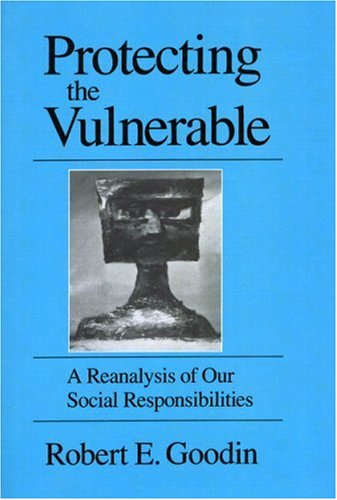 Protecting
the
Vulnerable
A Reanalysis of Our
Social Responsibilities
Robert E. Goodin